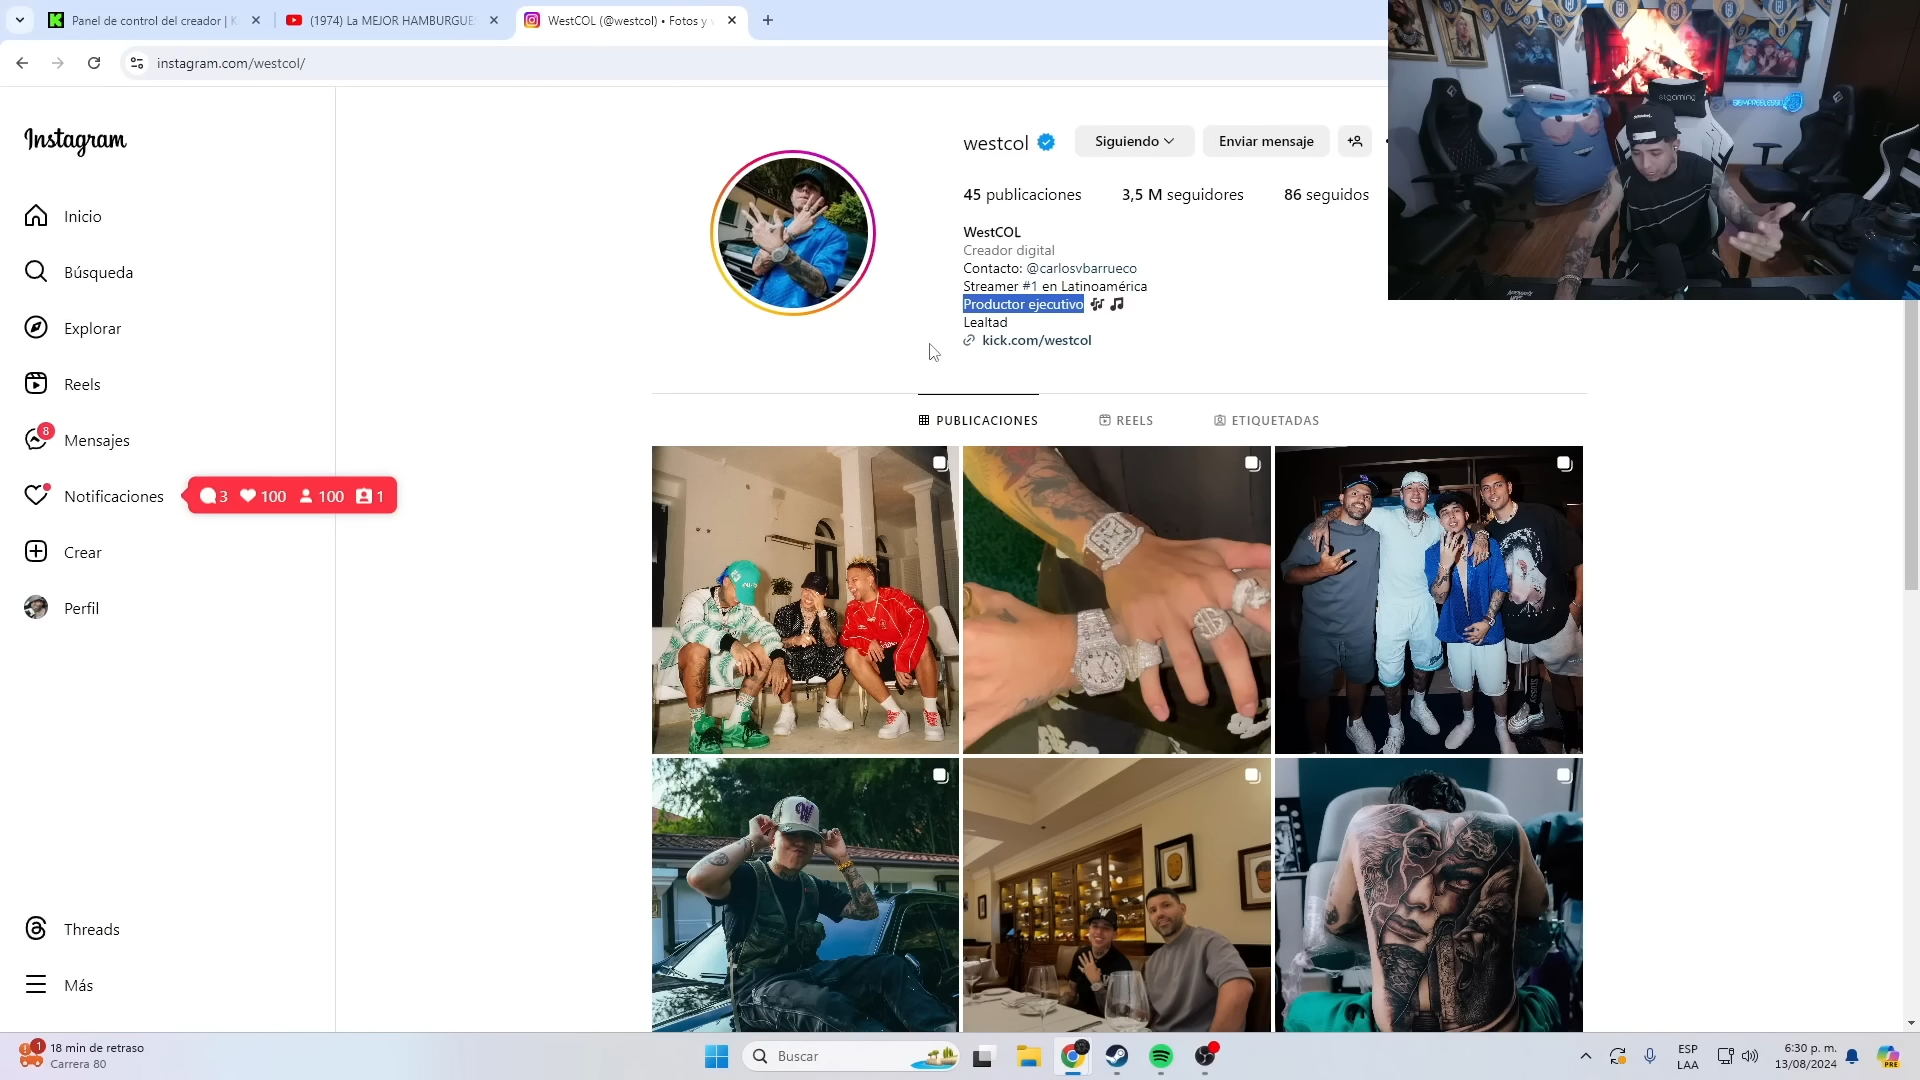 Panel de control del creador | K
(1974) La MEJOR HAMBURGUE
WestCOL (@westcol) • Fotos y v
instagram.com/westcol/
Instagram
Inicio
Búsqueda
Explorar
Reels
8
Mensajes
Notificaciones
3 100 100 1
Crear
Perfil
Threads
Más
westcol
Siguiendo
Enviar mensaje
45 publicaciones
3,5 M seguidores
86 seguidos
WestCOL
Creador digital
Contacto: @carlosvbarrueco
Streamer #1 en Latinoamérica
Productor ejecutivo
Lealtad
kick.com/westcol
PUBLICACIONES
REELS
ETIQUETADAS
stgaming
1
18 min de retraso
Carrera 80
Buscar
ESP
LAA
6:30 p. m.
13/08/2024
PRE